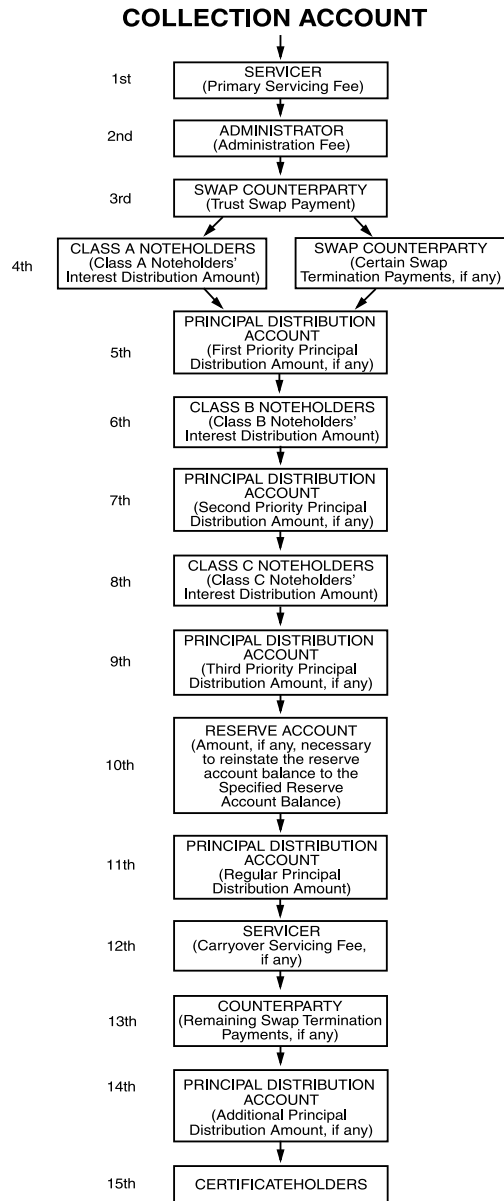 COLLECTION ACCOUNT
1st
SERVICER
(Primary Servicing Fee)
2nd
ADMINISTRATOR
(Administration Fee)
3rd
SWAP COUNTERPARTY
(Trust Swap Payment)
4th
CLASS A NOTEHOLDERS
(Class A Noteholders'
Interest Distribution Amount)
SWAP COUNTERPARTY
(Certain Swap
Termination Payments, if any)
5th
PRINCIPAL DISTRIBUTION
ACCOUNT
(First Priority Principal
Distribution Amount, if any)
6th
CLASS B NOTEHOLDERS
(Class B Noteholders'
Interest Distribution Amount)
7th
PRINCIPAL DISTRIBUTION
ACCOUNT
(Second Priority Principal
Distribution Amount, if any)
8th
CLASS C NOTEHOLDERS
(Class C Noteholders'
Interest Distribution Amount)
9th
PRINCIPAL DISTRIBUTION
ACCOUNT
(Third Priority Principal
Distribution Amount, if any)
10th
RESERVE ACCOUNT
(Amount, if any, necessary
to reinstate the reserve
account balance to the
Specified Reserve
Account Balance)
11th
PRINCIPAL DISTRIBUTION
ACCOUNT
(Regular Principal
Distribution Amount)
12th
SERVICER
(Carryover Servicing Fee,
if any)
13th
COUNTERPARTY
(Remaining Swap Termination
Payments, if any)
14th
PRINCIPAL DISTRIBUTION
ACCOUNT
(Additional Principal
Distribution Amount, if any)
15th
CERTIFICATEHOLDERS